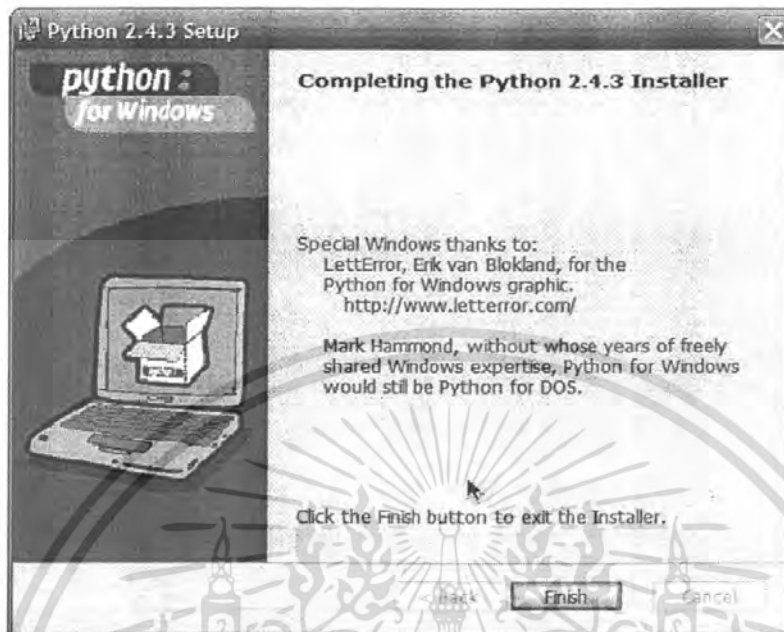 Python 2.4.3 Setup
python
for Windows
Completing the Python 2.4.3 Installer
Special Windows thanks to:
LettError, Erik van Blokland, for the
Python for Windows graphic.
http://www.letterror.com/
Mark Hammond, without whose years of freely
shared Windows expertise, Python for Windows
would still be Python for DOS.
Click the Finish button to exit the Installer.
< Back
Finish
Cancel